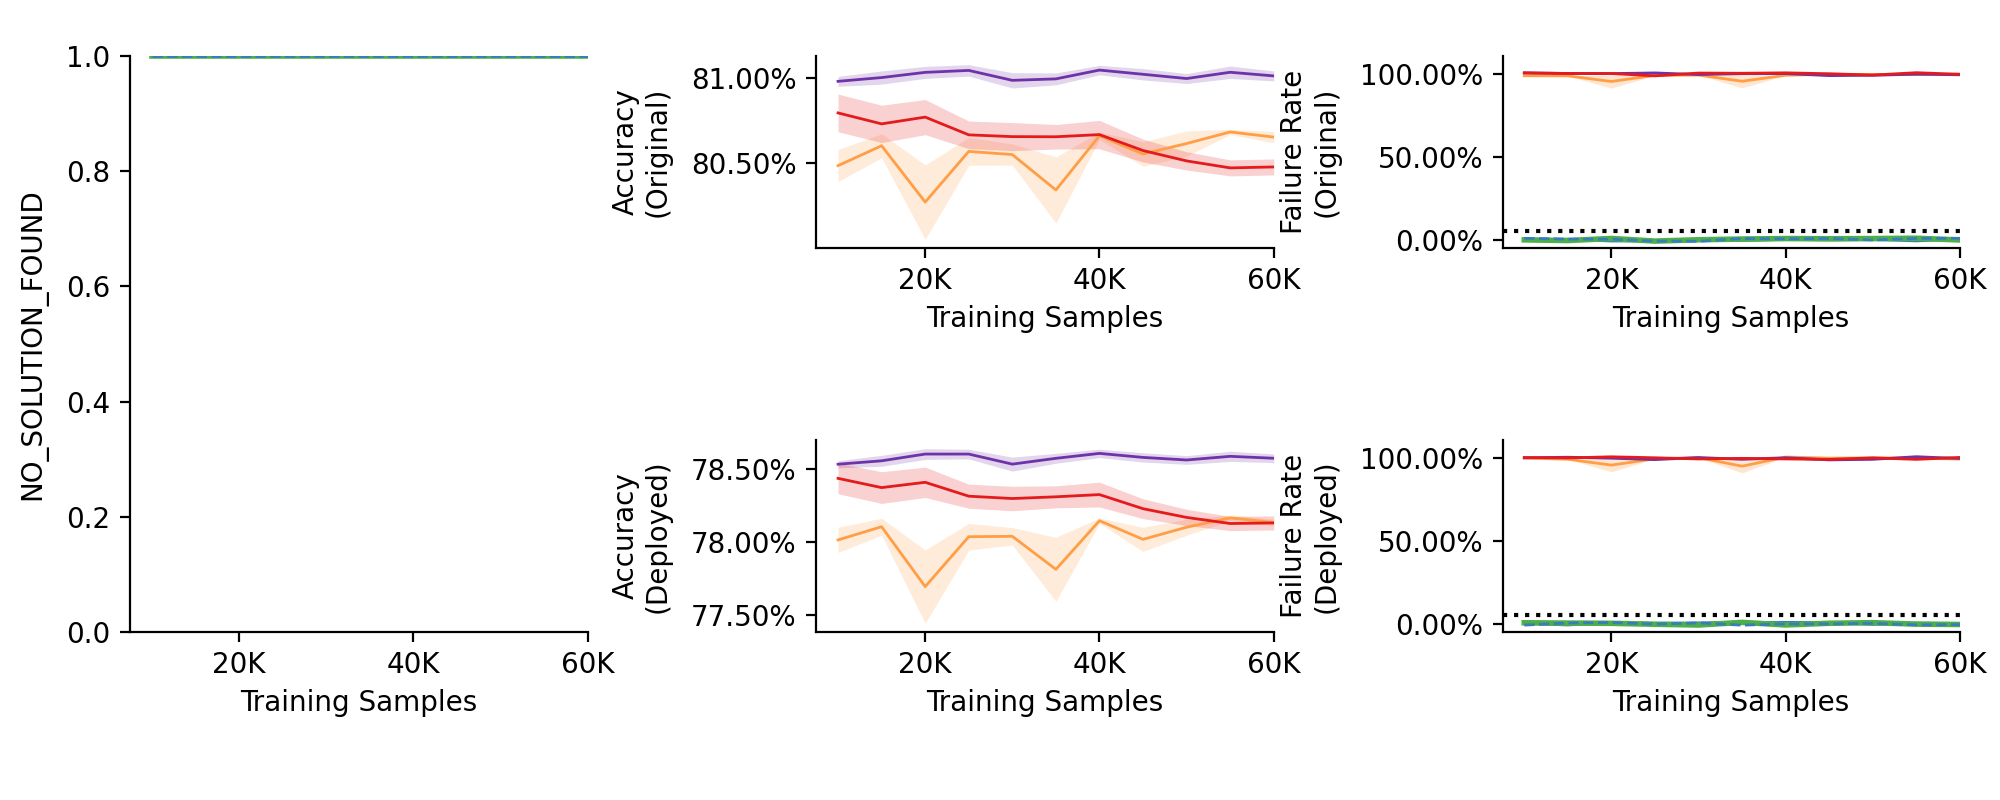 NO_SOLUTION_FOUND
1.0
0.8
0.6
0.4
0.2
0.0
20K 40K 60K
Training Samples
Accuracy
(Original)
81.00%
80.50%
20K 40K 60K
Training Samples
Failure Rate
(Original)
100.00%
50.00%
0.00%
20K 40K 60K
Training Samples
Accuracy
(Deployed)
78.50%
78.00%
77.50%
20K 40K 60K
Training Samples
Failure Rate
(Deployed)
100.00%
50.00%
0.00%
20K 40K 60K
Training Samples